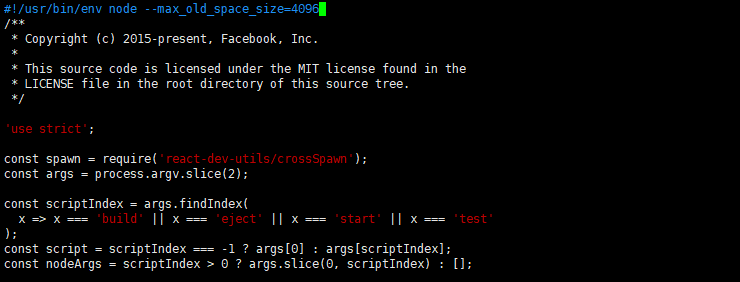 #!/usr/bin/env node --max_old_space_size=4096
/**
 * Copyright (c) 2015-present, Facebook, Inc.
 *
 * This source code is licensed under the MIT license found in the
 * LICENSE file in the root directory of this source tree.
 */
'use strict';
const spawn = require('react-dev-utils/crossSpawn');
const args = process.argv.slice(2);
const scriptIndex = args.findIndex(
  x => x === 'build' || x === 'eject' || x === 'start' || x === 'test'
);
const script = scriptIndex === -1 ? args[0] : args[scriptIndex];
const nodeArgs = scriptIndex > 0 ? args.slice(0, scriptIndex) : [];